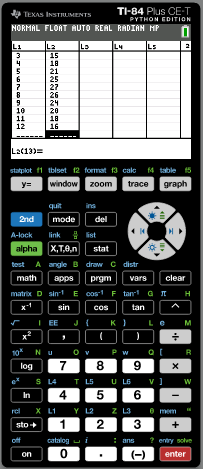 TEXAS INSTRUMENTS TI-84 Plus CE-T
PYTHON EDITION
NORMAL FLOAT AUTO REAL RADIAN MP
L1 L2 L3 L4 L5 2
3 15
4 18
5 21
6 25
7 27
8 26
9 24
10 20
11 18
12 16
------ ------
L2(13)=
statplot f1 tblset f2 format f3 calc f4 table f5
y= window zoom trace graph
quit ins
2nd mode del
A-lock link
alpha X,T,θ,n stat
list
test A angle B draw C distr
math apps prgm vars clear
matrix D sin⁻¹ E cos⁻¹ F tan⁻¹ G π H
x⁻¹ sin cos tan ^
√ I EE J { K } L e M
x² , ( ) ÷
10ˣ N u O v P w Q [ R
log 7 8 9 ×
eˣ S L4 T L5 U L6 V ] W
ln 4 5 6 −
rcl X L1 Y L2 Z L3 θ mem "
sto→ 1 2 3 +
off catalog i : ans ? entry solve
on 0 . (−) enter